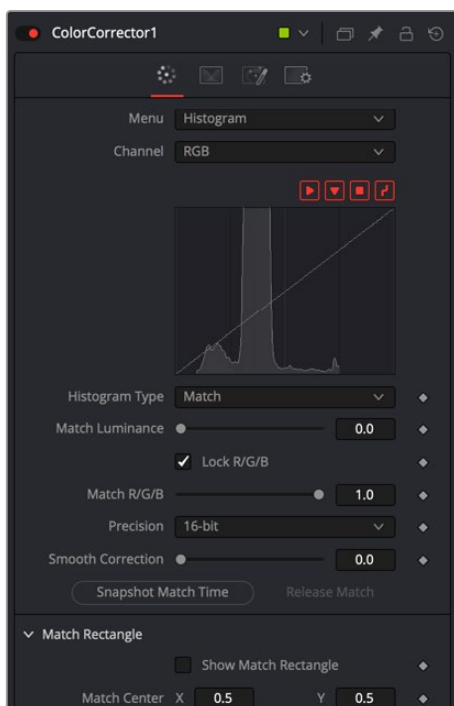 ColorCorrector1
Menu Histogram
Channel RGB
Histogram Type Match
Match Luminance 0.0
Lock R/G/B
Match R/G/B 1.0
Precision 16-bit
Smooth Correction 0.0
Snapshot Match Time Release Match
Match Rectangle
Show Match Rectangle
Match Center X 0.5 Y 0.5